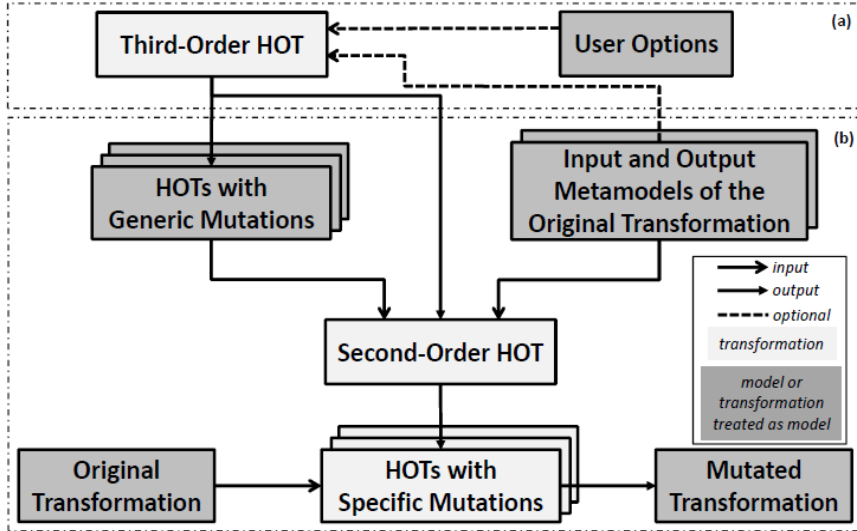 (a)
Third-Order HOT
User Options
(b)
HOTs with
Generic Mutations
Input and Output
Metamodels of the
Original Transformation
input
output
optional
transformation
model or
transformation
treated as model
Second-Order HOT
Original
Transformation
HOTs with
Specific Mutations
Mutated
Transformation